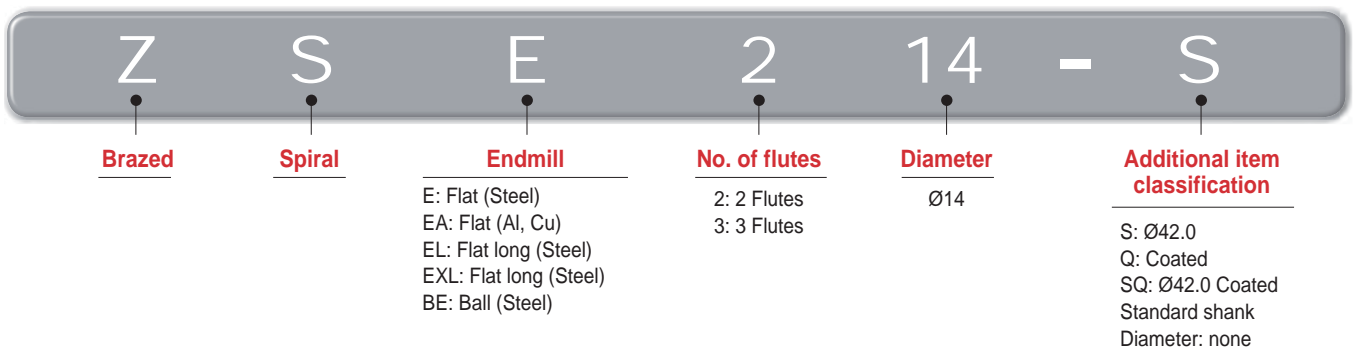 Z S E 2 14 - S
Brazed
Spiral
Endmill
E: Flat (Steel)
EA: Flat (Al, Cu)
EL: Flat long (Steel)
EXL: Flat long (Steel)
BE: Ball (Steel)
No. of flutes
2: 2 Flutes
3: 3 Flutes
Diameter
Ø14
Additional item
classification
S: Ø42.0
Q: Coated
SQ: Ø42.0 Coated
Standard shank
Diameter: none